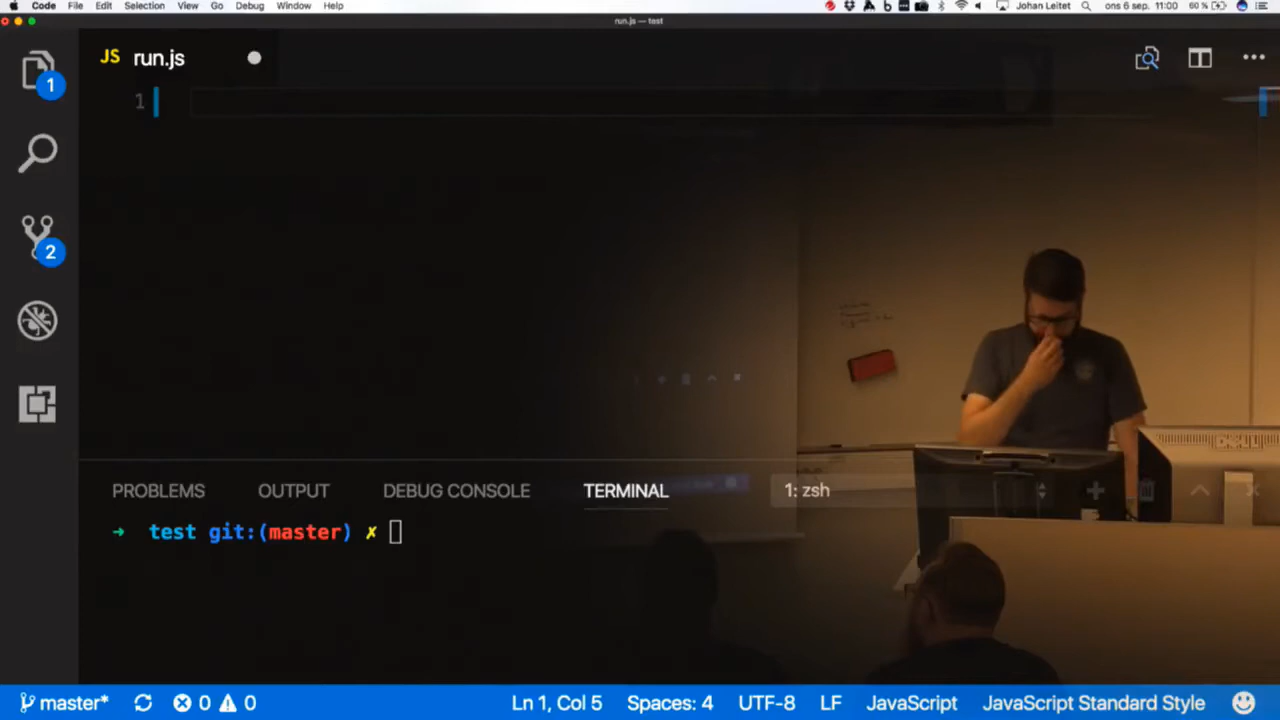 Code File Edit Selection View Go Debug Window Help Johan Leitet ons 6 sep. 11:00 60 %
run.js — test
JS run.js
1
1
2
PROBLEMS OUTPUT DEBUG CONSOLE TERMINAL 1: zsh
➜ test git:(master) ✗
DELL
master* 0 0 Ln 1, Col 5 Spaces: 4 UTF-8 LF JavaScript JavaScript Standard Style